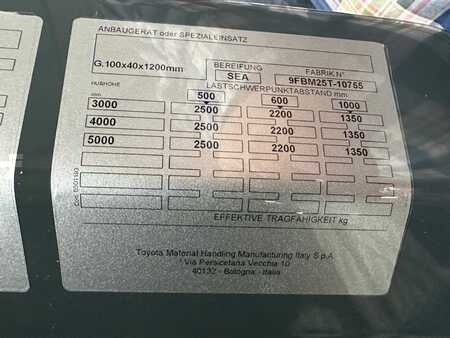 ANBAUGERÄT oder SPEZIALEINSATZ
G.100x40x1200mm
BEREIFUNG FABRIK N°
SEA 9FBM25T-10755
HUBHÖHE LASTSCHWERPUNKTABSTAND mm
mm 500 600 1000
3000 2500 2200 1350
4000 2500 2200 1350
5000 2500 2200 1350
EFFEKTIVE TRAGFÄHIGKEIT kg
Toyota Material Handling Manufacturing Italy S.p.A
Via Persicetana Vecchia 10
40132 - Bologna - Italia